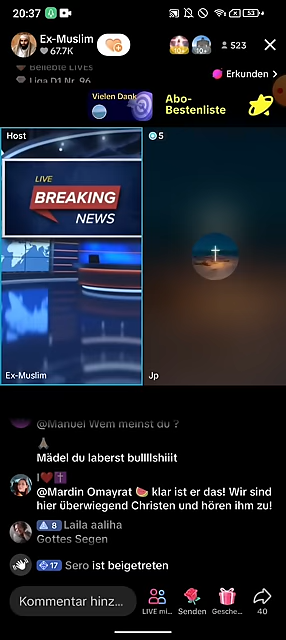 20:37
53
Ex-Muslim
67.7K
523
Beliebte LIVEs
Liga D1 Nr. 96
Erkunden >
Vielen Dank
Abo-
Bestenliste
Host
5
LIVE
BREAKING
NEWS
Ex-Muslim
Jp
@Manuel Wem meinst du ?
Mädel du laberst bullllshiiit
I
@Mardin Omayrat 🍉 klar ist er das! Wir sind
hier überwiegend Christen und hören ihm zu!
8 Laila aaliha
Gottes Segen
17 Sero ist beigetreten
Kommentar hinz...
LIVE mi...
Senden
Gesche...
40